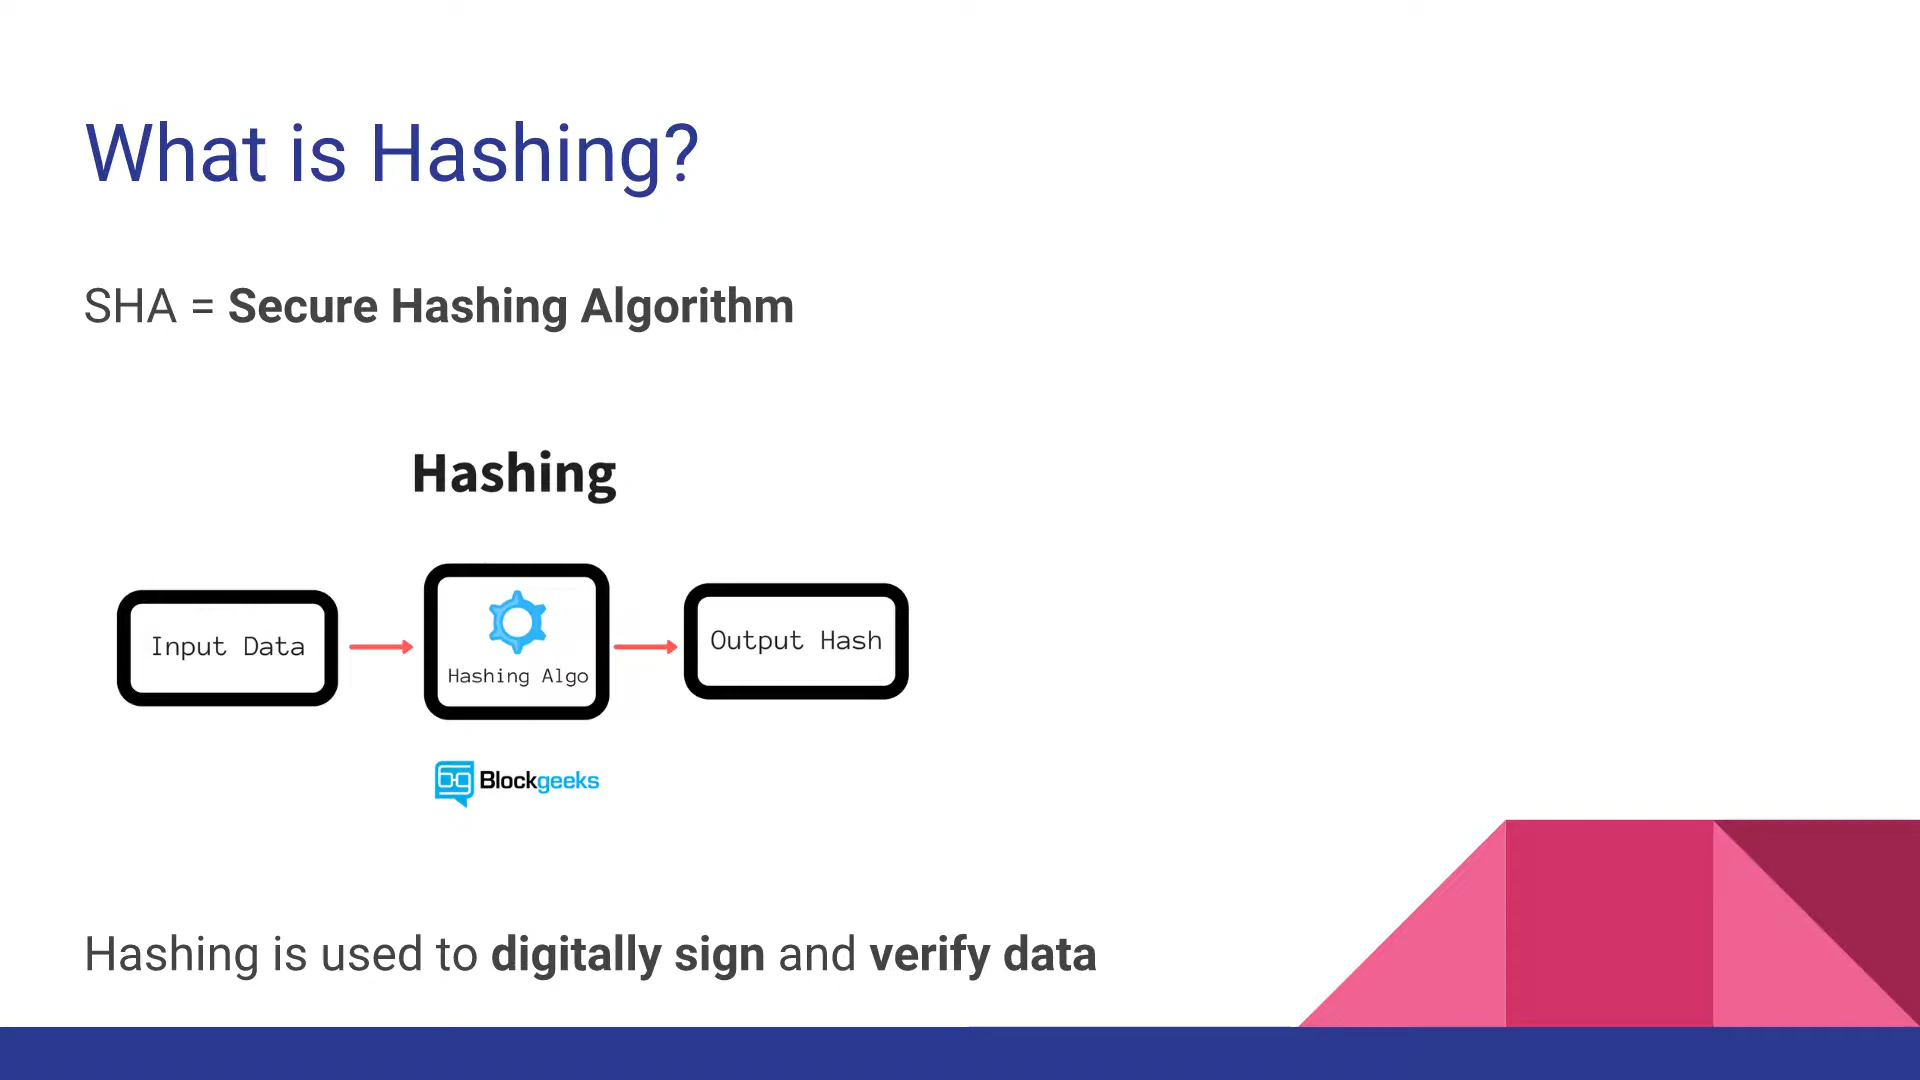 What is Hashing?
SHA = Secure Hashing Algorithm
Hashing
Input Data
Hashing Algo
Output Hash
Blockgeeks
Hashing is used to digitally sign and verify data